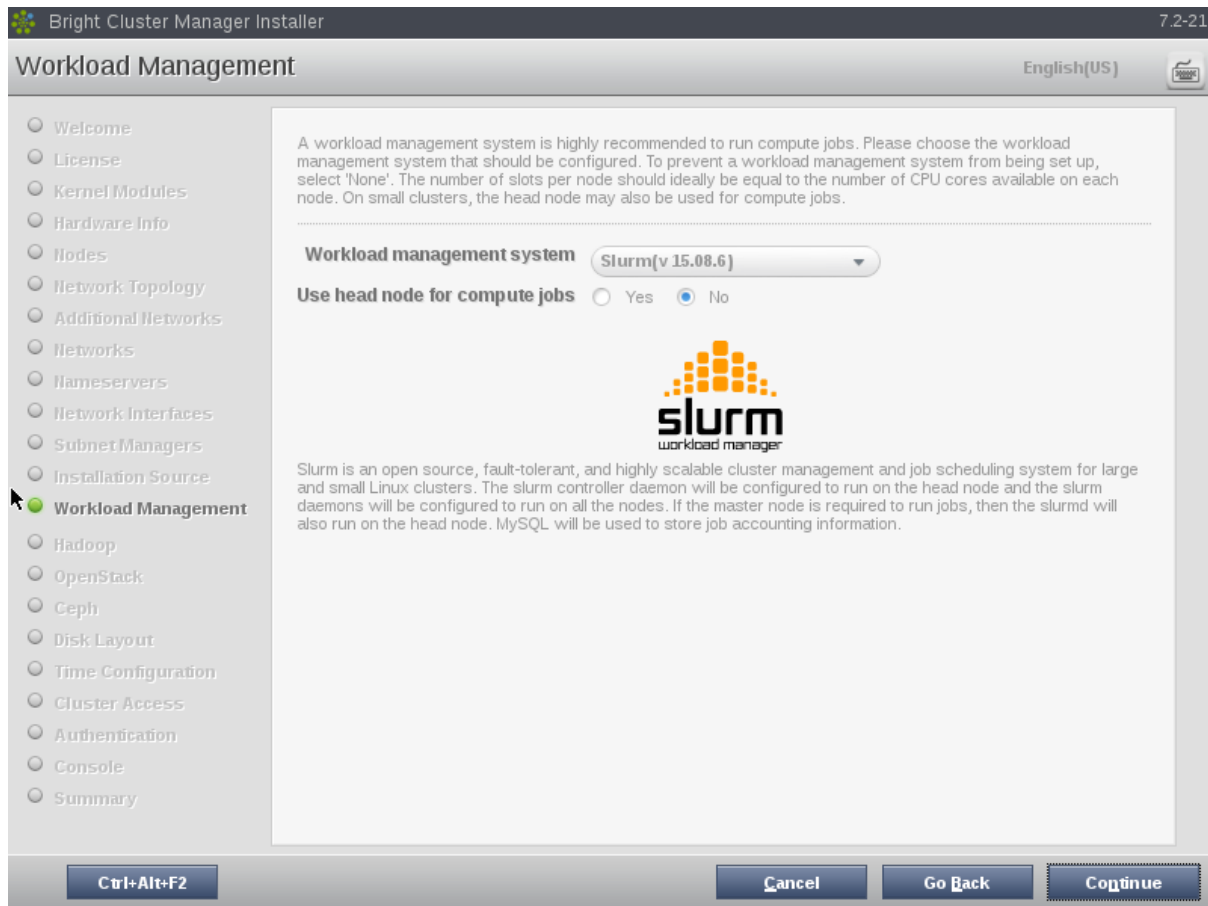 Bright Cluster Manager Installer 7.2-21
Workload Management English(US)
Welcome
License
Kernel Modules
Hardware Info
Nodes
Network Topology
Additional Networks
Networks
Nameservers
Network Interfaces
Subnet Managers
Installation Source
Workload Management
Hadoop
OpenStack
Ceph
Disk Layout
Time Configuration
Cluster Access
Authentication
Console
Summary
A workload management system is highly recommended to run compute jobs. Please choose the workload
management system that should be configured. To prevent a workload management system from being set up,
select 'None'. The number of slots per node should ideally be equal to the number of CPU cores available on each
node. On small clusters, the head node may also be used for compute jobs.
Workload management system Slurm(v 15.08.6)
Use head node for compute jobs Yes No
slurm
workload manager
Slurm is an open source, fault-tolerant, and highly scalable cluster management and job scheduling system for large
and small Linux clusters. The slurm controller daemon will be configured to run on the head node and the slurm
daemons will be configured to run on all the nodes. If the master node is required to run jobs, then the slurmd will
also run on the head node. MySQL will be used to store job accounting information.
Ctrl+Alt+F2 Cancel Go Back Continue